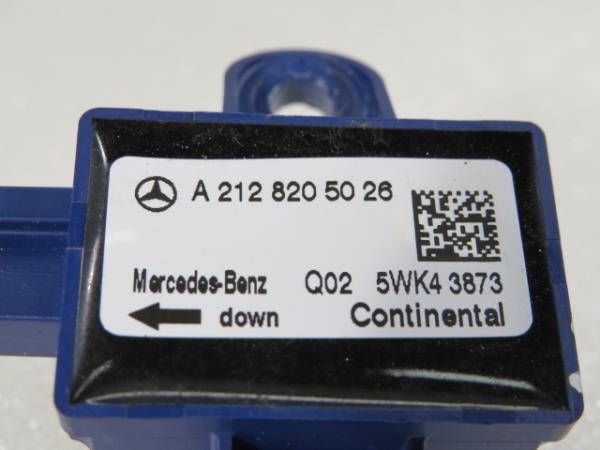 A 212 820 50 26
Mercedes-Benz Q02 5WK4 3873
down Continental